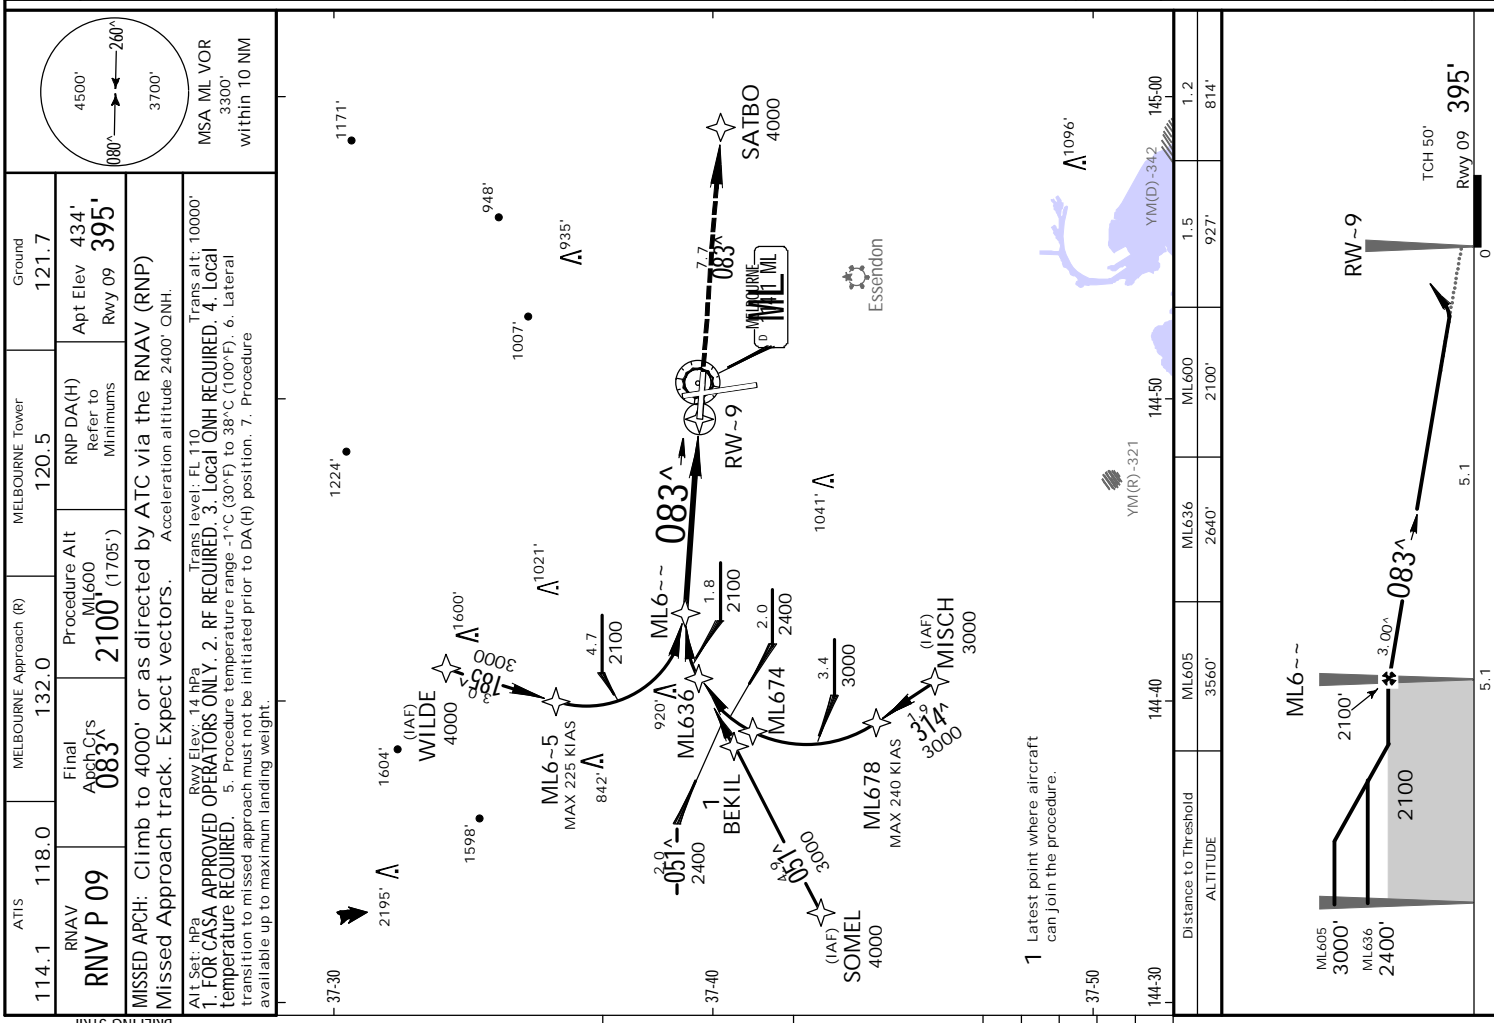 ATIS
114.1 118.0
MELBOURNE Approach (R)
132.0
MELBOURNE Tower
120.5
Ground
121.7
RNAV
RNV P 09
Final
Apch Crs
083^
Procedure Alt
ML600
2100' (1705')
RNP DA(H)
Refer to
Minimums
Apt Elev 434'
Rwy 09 395'
MISSED APCH: Climb to 4000' or as directed by ATC via the RNAV (RNP)
Missed Approach track. Expect vectors. Acceleration altitude 2400' QNH.
Alt Set: hPa Rwy Elev: 14 hPa Trans level: FL 110 Trans alt: 10000'
1. FOR CASA APPROVED OPERATORS ONLY. 2. RF REQUIRED. 3. Local QNH REQUIRED. 4. Local
temperature REQUIRED. 5. Procedure temperature range -1^C (30^F) to 38^C (100^F). 6. Lateral
transition to missed approach must not be initiated prior to DA(H) position. 7. Procedure
available up to maximum landing weight.
080^
260^
4500'
3700'
MSA ML VOR
3300'
within 10 NM
37-30
2195'
1604'
1224'
1171'
1598'
948'
1007'
935'
1600'
1021'
(IAF)
WILDE
4000
185^
3.0
3000
ML6~5
MAX 225 KIAS
842'
4.7
2100
920'
ML6~~
083^
1.8
2100
ML636
2.0
2400
ML674
1
BEKIL
2.0
051^
2400
37-40
RW~9
7.7
083^
SATBO
4000
MELBOURNE
D
ML ML
Essendon
1041'
3.4
3000
ML678
MAX 240 KIAS
1.9
314^
3000
(IAF)
MISCH
3000
051^
3000
(IAF)
SOMEL
4000
1 Latest point where aircraft
can join the procedure.
YM(R)-321
YM(D)-342
1096'
37-50
144-30
144-40
144-50
145-00
Distance to Threshold
ML605
ML636
ML600
1.5
1.2
ALTITUDE
3560'
2640'
2100'
927'
814'
ML605
3000'
ML636
2400'
2100
ML6~~
2100'
3.00^
083^
RW~9
TCH 50'
Rwy 09 395'
5.1
5.1
0